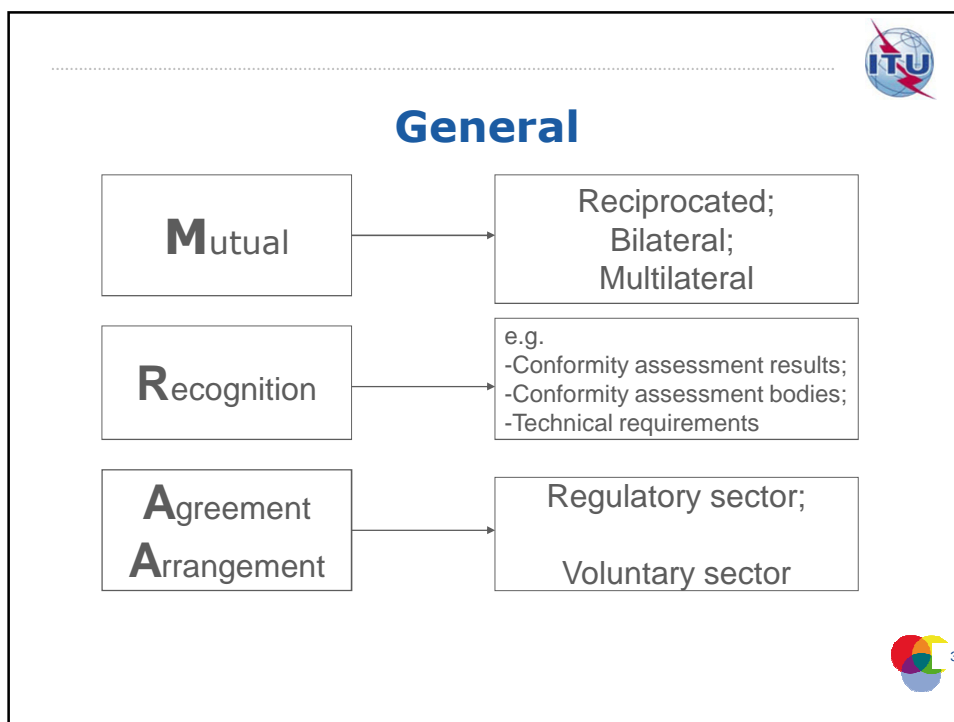 ITU
General
Mutual
Reciprocated;
Bilateral;
Multilateral
Recognition
e.g.
-Conformity assessment results;
-Conformity assessment bodies;
-Technical requirements
Agreement
Arrangement
Regulatory sector;
Voluntary sector
3